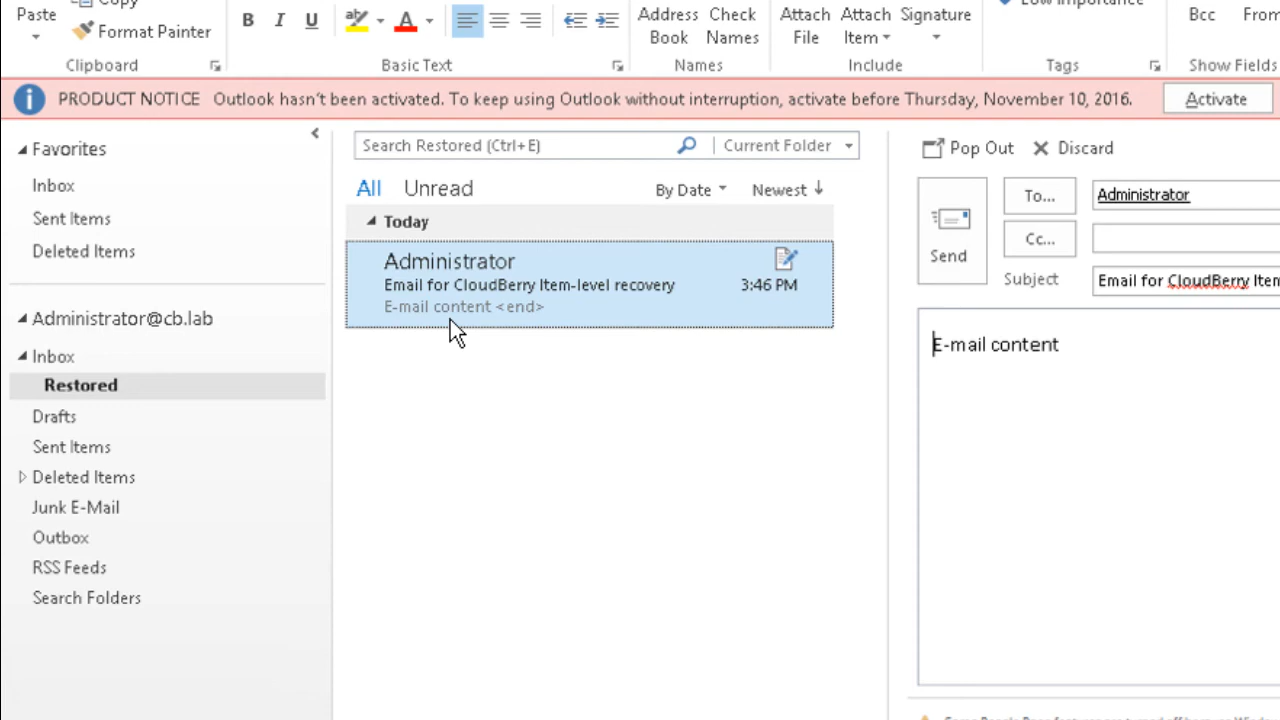 Paste
Copy
Format Painter
Clipboard
B I U
A
Basic Text
Address Book
Check Names
Names
Attach File
Attach Item
Signature
Include
Low Importance
Tags
Bcc
From
Show Fields
PRODUCT NOTICE Outlook hasn't been activated. To keep using Outlook without interruption, activate before Thursday, November 10, 2016.
Activate
Favorites
Inbox
Sent Items
Deleted Items
Administrator@cb.lab
Inbox
Restored
Drafts
Sent Items
Deleted Items
Junk E-Mail
Outbox
RSS Feeds
Search Folders
Search Restored (Ctrl+E)
Current Folder
All Unread
By Date
Newest
Today
Administrator
Email for CloudBerry Item-level recovery 3:46 PM
E-mail content <end>
Pop Out
Discard
Send
To...
Administrator
Cc...
Subject
Email for CloudBerry Item
E-mail content